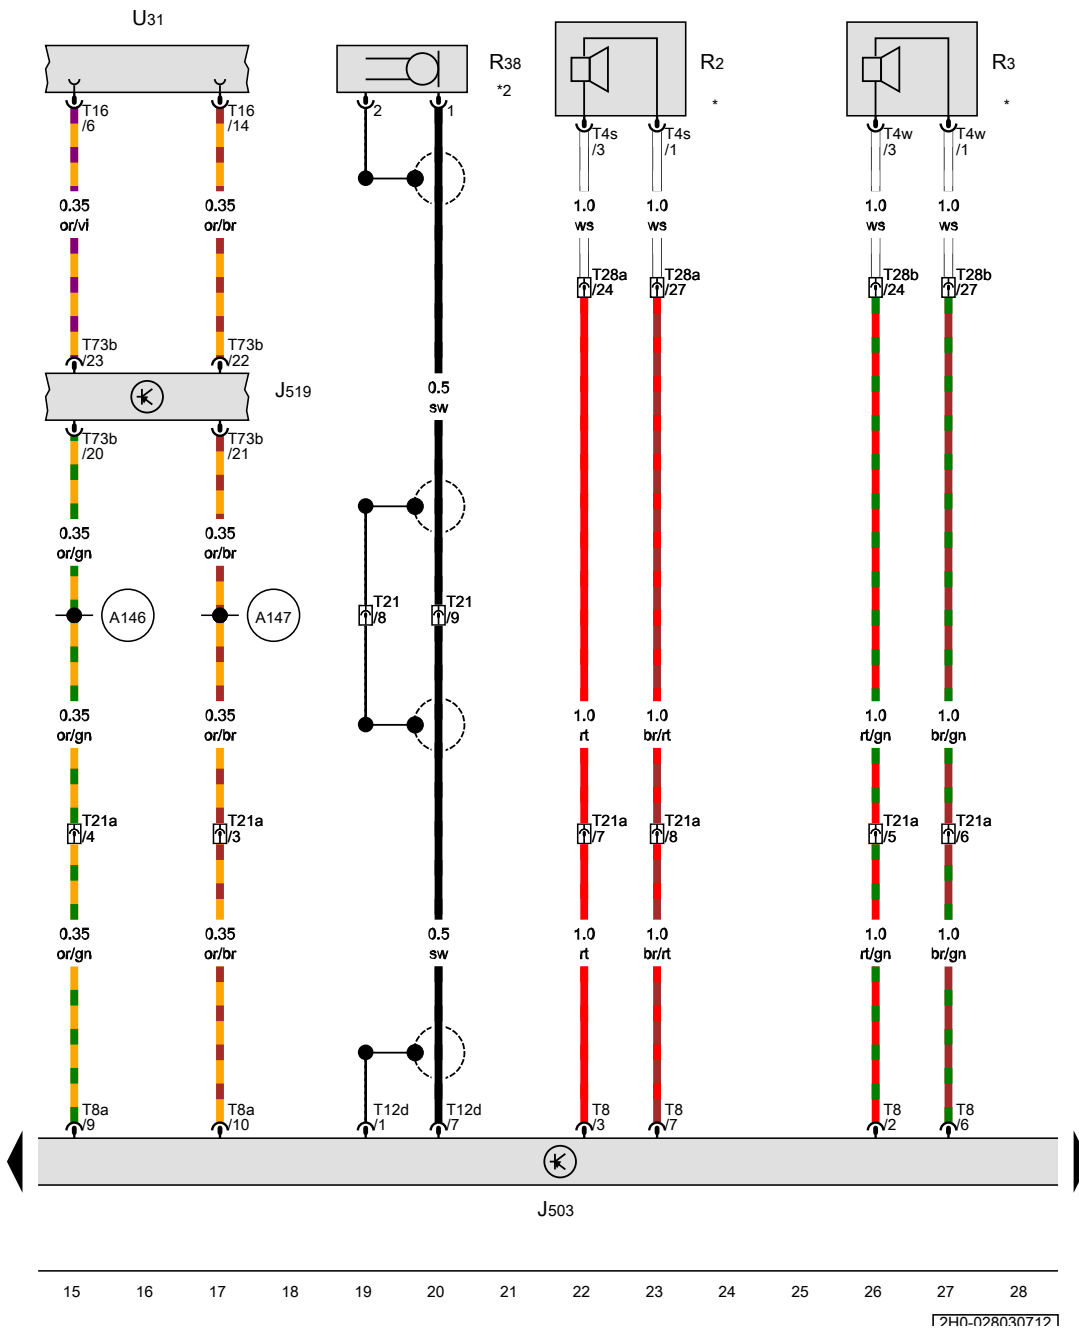 U31
R38
*2
R2
*
R3
*
T16
/6
T16
/14
2
1
T4s
/3
T4s
/1
T4w
/3
T4w
/1
0.35
or/vi
0.35
or/br
1.0
ws
1.0
ws
1.0
ws
1.0
ws
T28a
/24
T28a
/27
T28b
/24
T28b
/27
T73b
/23
T73b
/22
J519
0.5
sw
T73b
/20
T73b
/21
0.35
or/gn
0.35
or/br
A146
A147
T21
/8
T21
/9
0.35
or/gn
0.35
or/br
1.0
rt
1.0
br/rt
1.0
rt/gn
1.0
br/gn
T21a
/4
T21a
/3
T21a
/7
T21a
/8
T21a
/5
T21a
/6
0.35
or/gn
0.35
or/br
0.5
sw
1.0
rt
1.0
br/rt
1.0
rt/gn
1.0
br/gn
T8a
/9
T8a
/10
T12d
/1
T12d
/7
T8
/3
T8
/7
T8
/2
T8
/6
J503
15 16 17 18 19 20 21 22 23 24 25 26 27 28
2H0-028030712